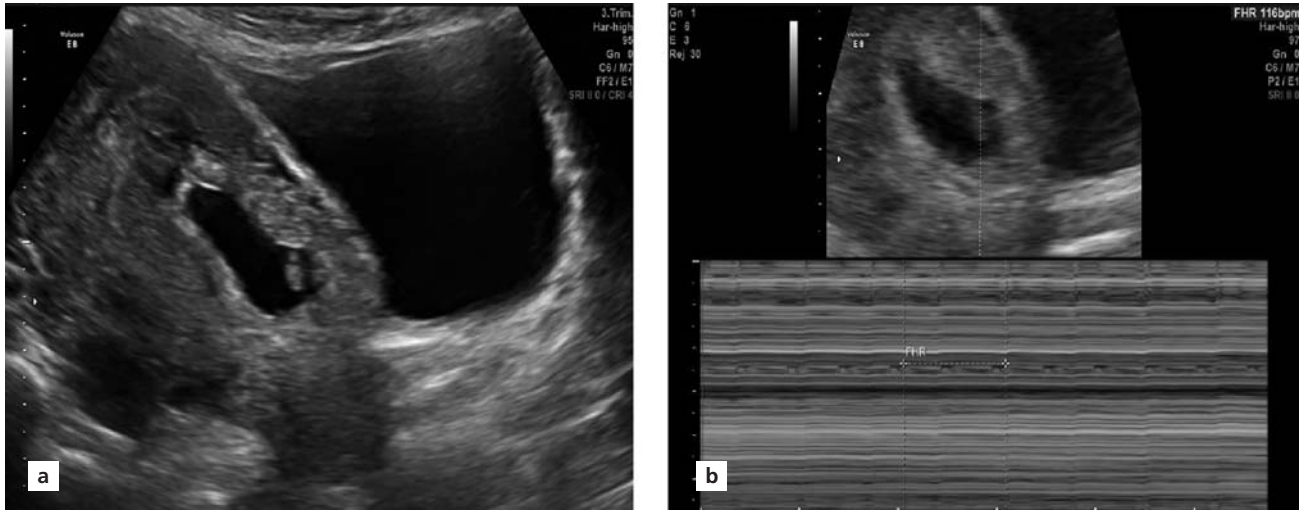 3.Trim.
Har-high
95
Gn 0
C6 / M7
FF2 / E1
SRI II 0 / CRI 4
Voluson
E8
a
Gn 1
C 6
E 3
Rej 30
Voluson
E8
FHR 116bpm
Har-high
97
Gn 0
C6 / M7
P2 / E1
SRI II 0
FHR
b